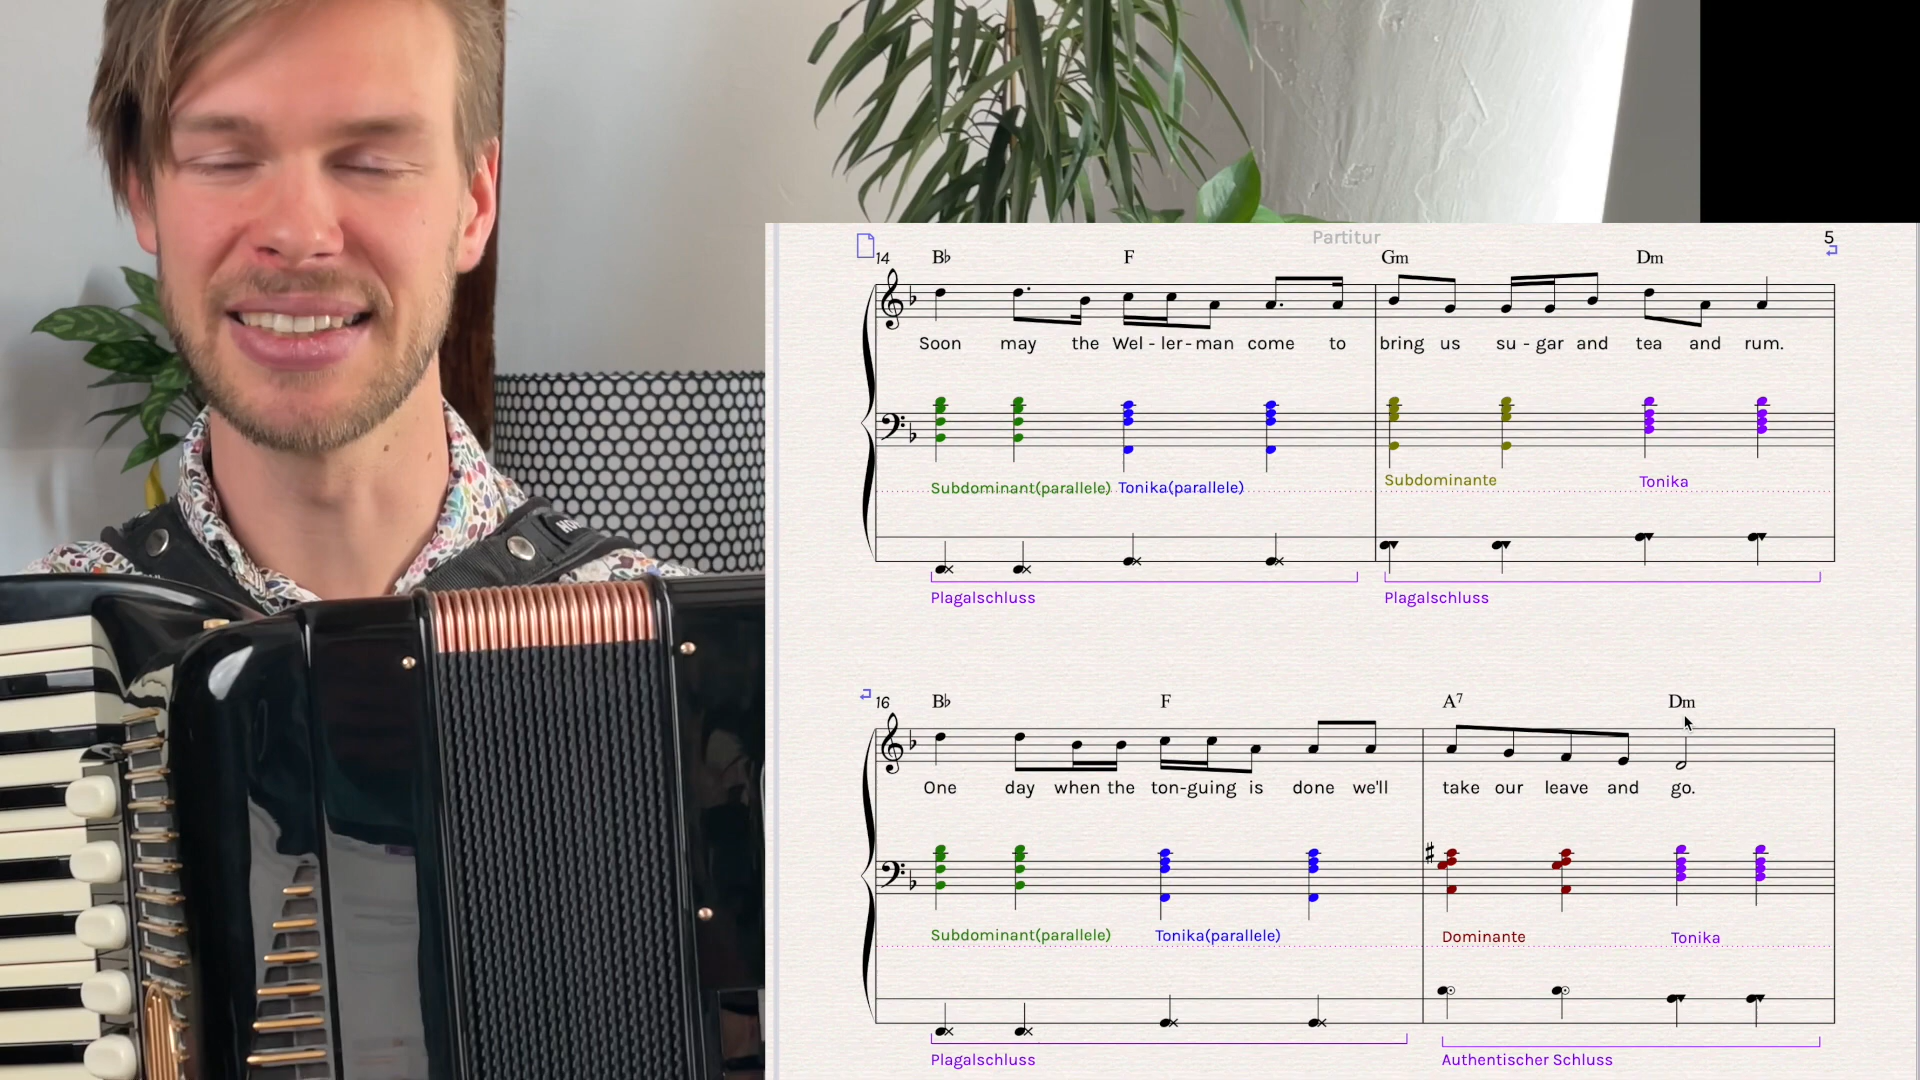 Partitur
5
14
B♭ F Gm Dm
Soon may the Wel - ler - man come to bring us su - gar and tea and rum.
Subdominant(parallele) Tonika(parallele) Subdominante Tonika
Plagalschluss Plagalschluss
16
B♭ F A7 Dm
One day when the ton-guing is done we'll take our leave and go.
Subdominant(parallele) Tonika(parallele) Dominante Tonika
Plagalschluss Authentischer Schluss